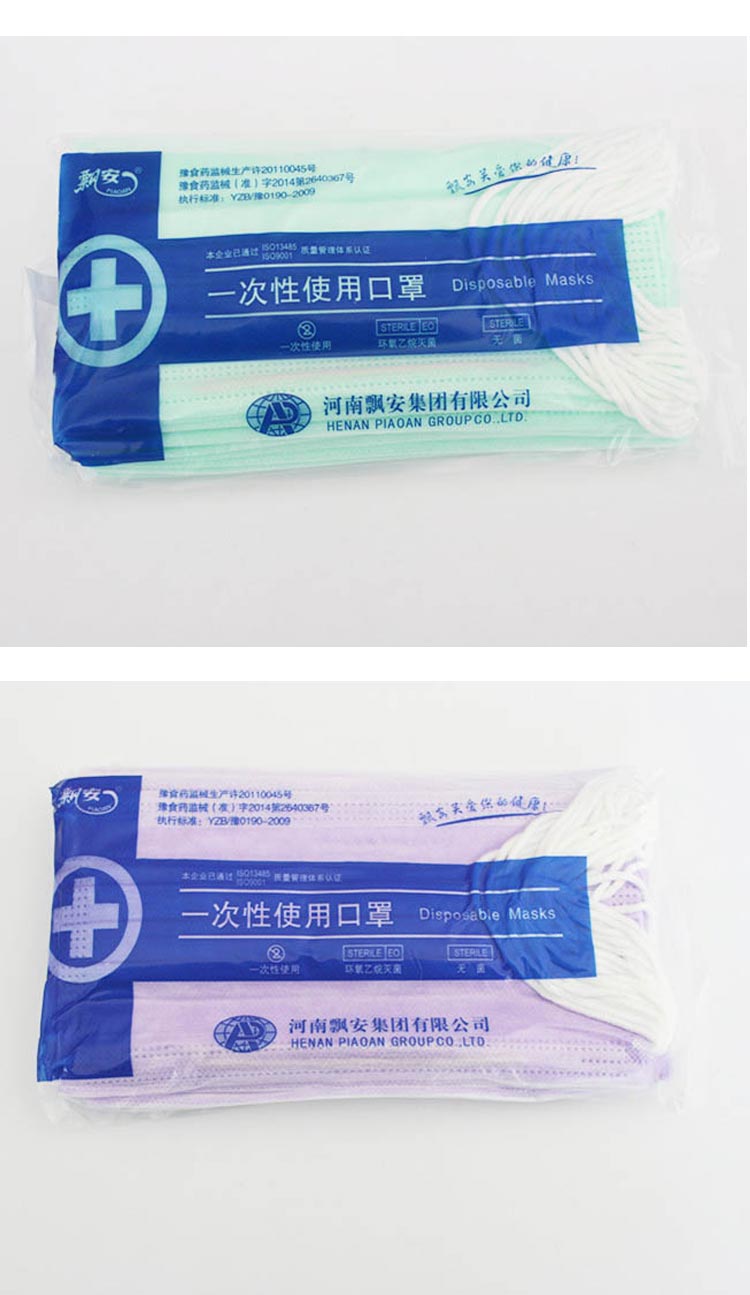 飘安®
PIAOAN
豫食药监械生产许20110045号
豫食药监械（准）字2014第2640367号
执行标准：YZB/豫0190-2009
飘安关爱你的健康！
本企业已通过 ISO13485 ISO9001 质量管理体系认证
一次性使用口罩 Disposable Masks
2 STERILE EO STERILE
一次性使用 环氧乙烷灭菌 无菌
河南飘安集团有限公司
HENAN PIAOAN GROUPCO.,LTD.
飘安
PIAOAN
豫食药监械生产许20110045号
豫食药监械（准）字2014第2640367号
执行标准：YZB/豫0190-2009
飘安关爱你的健康！
本企业已通过 ISO13485 ISO9001 质量管理体系认证
一次性使用口罩 Disposable Masks
2 STERILE EO STERILE
一次性使用 环氧乙烷灭菌 无菌
河南飘安集团有限公司
HENAN PIAOAN GROUPCO.,LTD.